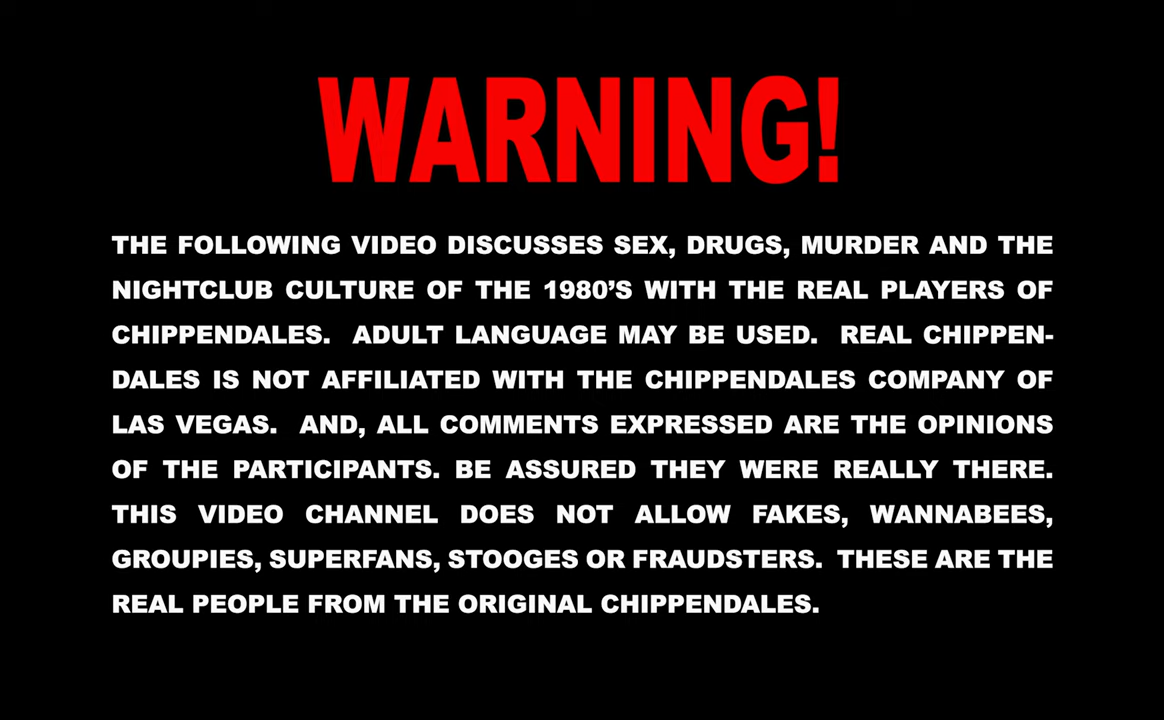 WARNING!
THE FOLLOWING VIDEO DISCUSSES SEX, DRUGS, MURDER AND THE
NIGHTCLUB CULTURE OF THE 1980’S WITH THE REAL PLAYERS OF
CHIPPENDALES. ADULT LANGUAGE MAY BE USED. REAL CHIPPEN-
DALES IS NOT AFFILIATED WITH THE CHIPPENDALES COMPANY OF
LAS VEGAS. AND, ALL COMMENTS EXPRESSED ARE THE OPINIONS
OF THE PARTICIPANTS. BE ASSURED THEY WERE REALLY THERE.
THIS VIDEO CHANNEL DOES NOT ALLOW FAKES, WANNABEES,
GROUPIES, SUPERFANS, STOOGES OR FRAUDSTERS. THESE ARE THE
REAL PEOPLE FROM THE ORIGINAL CHIPPENDALES.